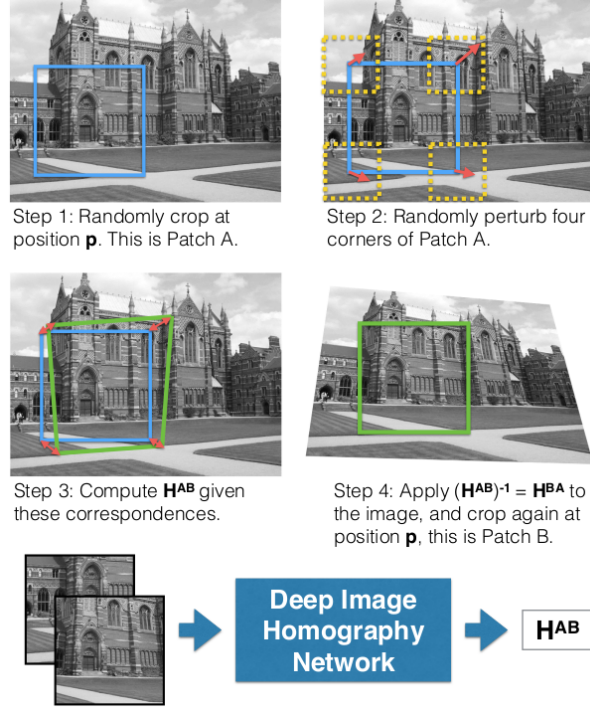 Step 1: Randomly crop at
position p. This is Patch A.
Step 2: Randomly perturb four
corners of Patch A.
Step 3: Compute Hᴬᴮ given
these correspondences.
Step 4: Apply (Hᴬᴮ)⁻¹ = Hᴮᴬ to
the image, and crop again at
position p, this is Patch B.
Deep Image
Homography
Network
Hᴬᴮ